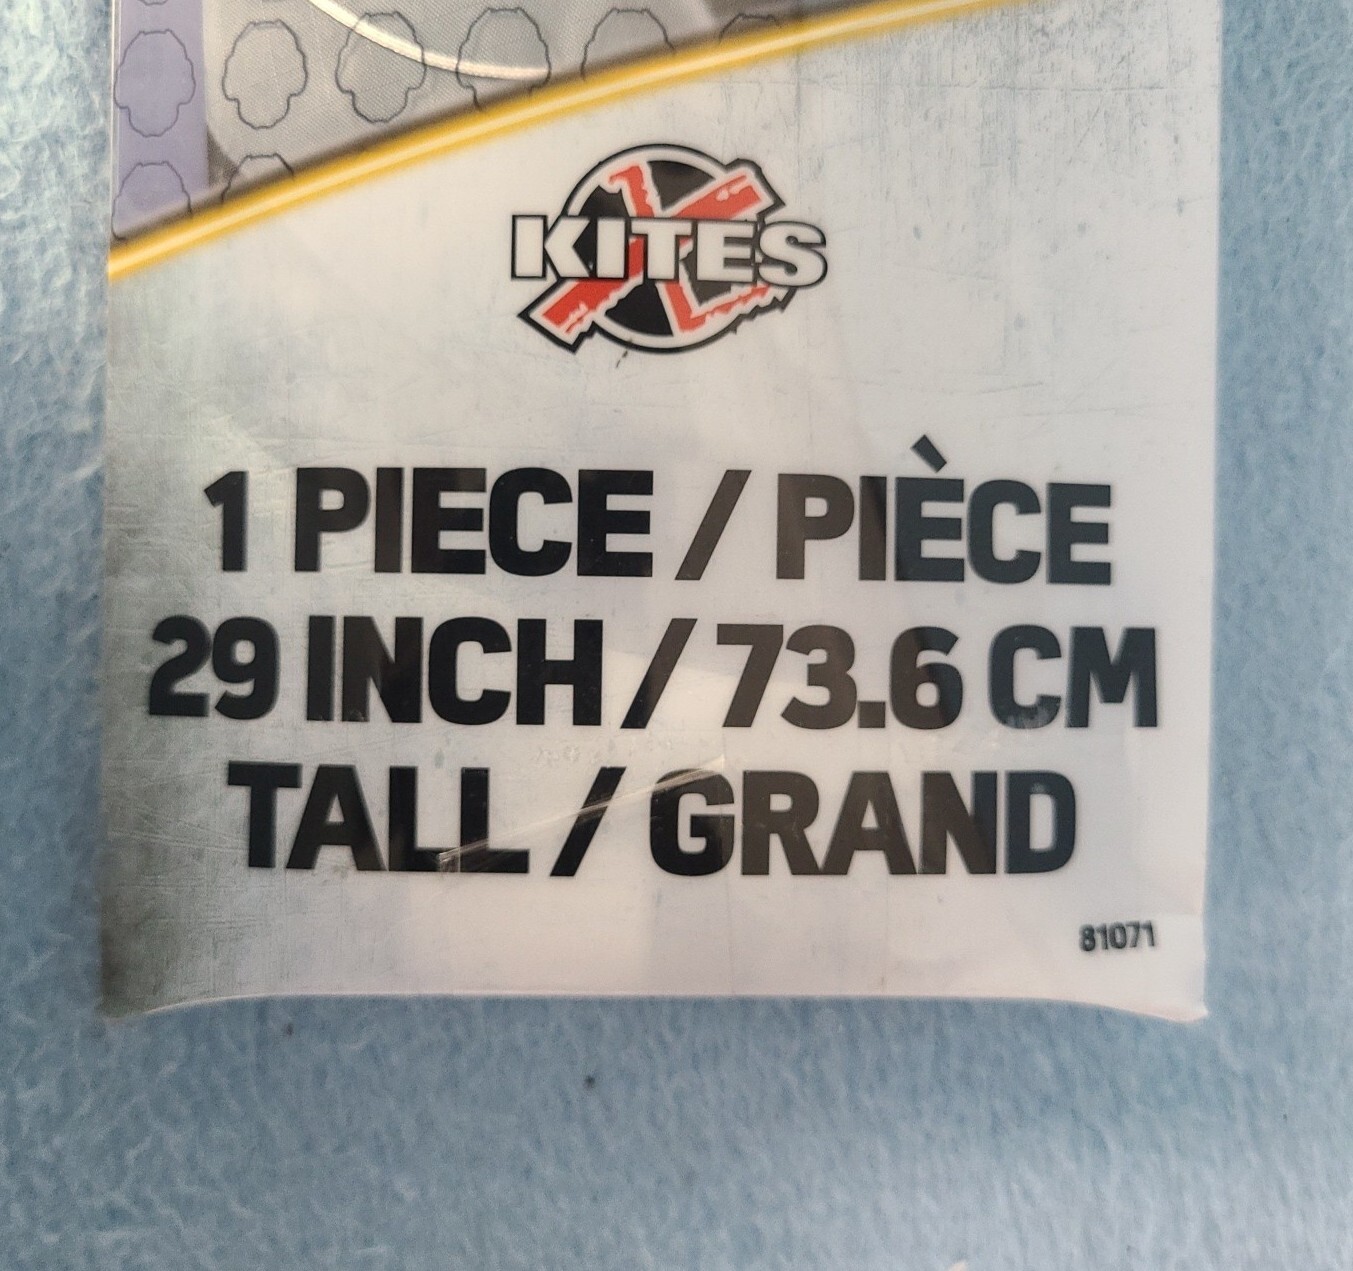 X KITES
1 PIECE / PIÈCE
29 INCH / 73.6 CM
TALL / GRAND
81071